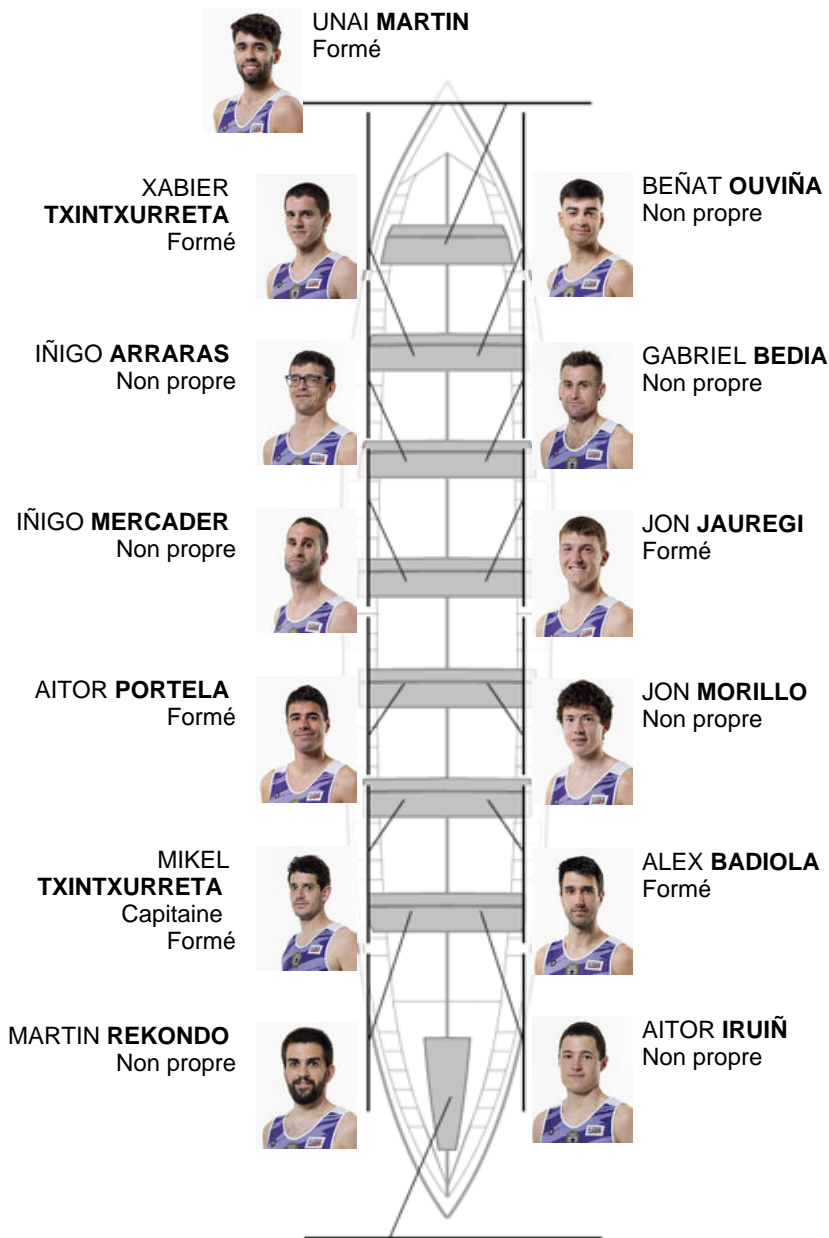 UNAI MARTIN
Formé
XABIER
TXINTXURRETA
Formé
BEÑAT OUVIÑA
Non propre
IÑIGO ARRARAS
Non propre
GABRIEL BEDIA
Non propre
IÑIGO MERCADER
Non propre
JON JAUREGI
Formé
AITOR PORTELA
Formé
JON MORILLO
Non propre
MIKEL
TXINTXURRETA
Capitaine
Formé
ALEX BADIOLA
Formé
MARTIN REKONDO
Non propre
AITOR IRUIÑ
Non propre